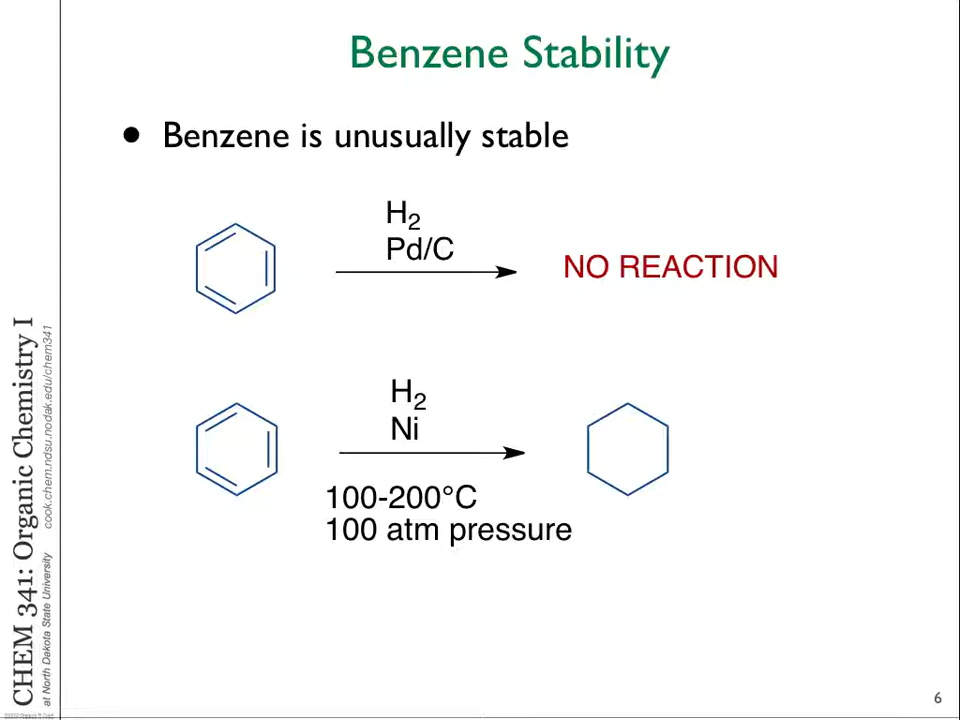 Benzene Stability
• Benzene is unusually stable
H₂
Pd/C
NO REACTION
H₂
Ni
100-200°C
100 atm pressure
CHEM 341: Organic Chemistry I
at North Dakota State University cook.chem.ndsu.nodak.edu/chem341
6